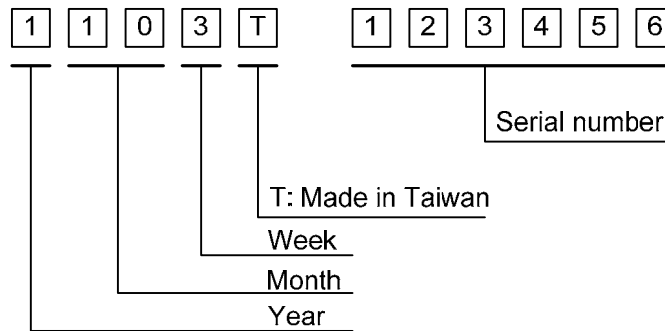 1 1 0 3 T 1 2 3 4 5 6
Serial number
T: Made in Taiwan
Week
Month
Year